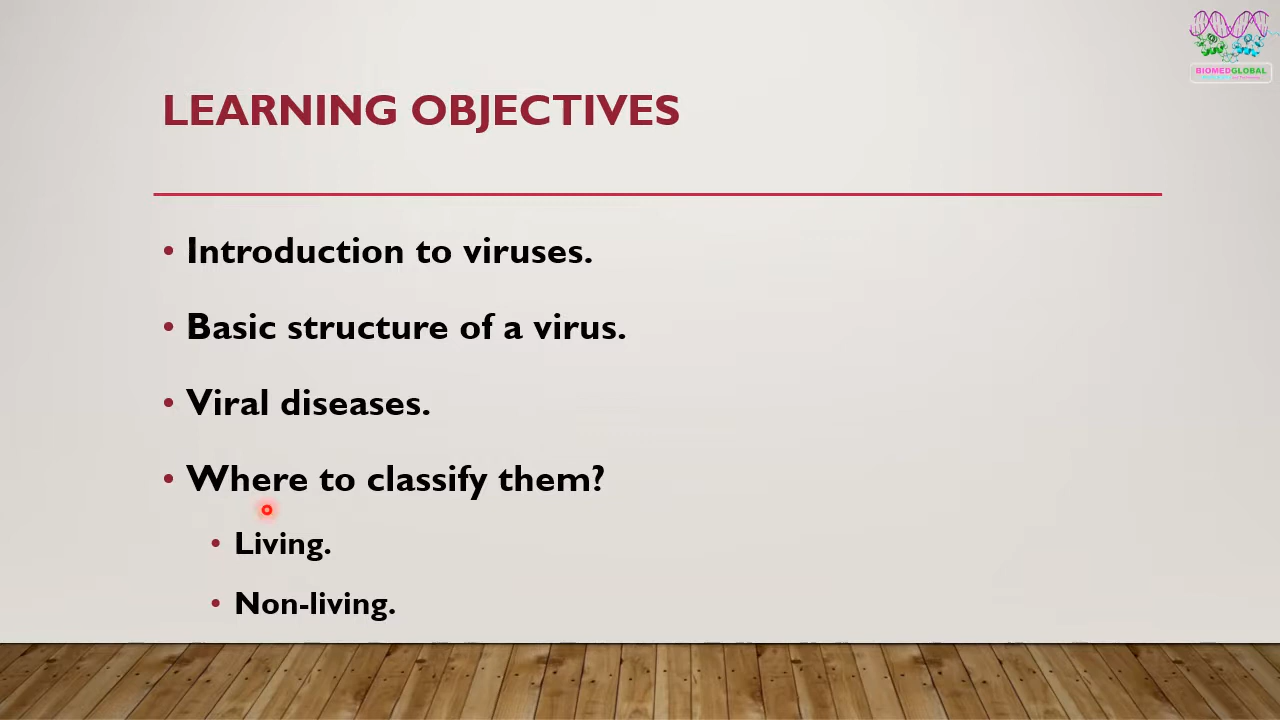 BIOMEDGLOBAL
LEARNING OBJECTIVES
• Introduction to viruses.
• Basic structure of a virus.
• Viral diseases.
• Where to classify them?
• Living.
• Non-living.